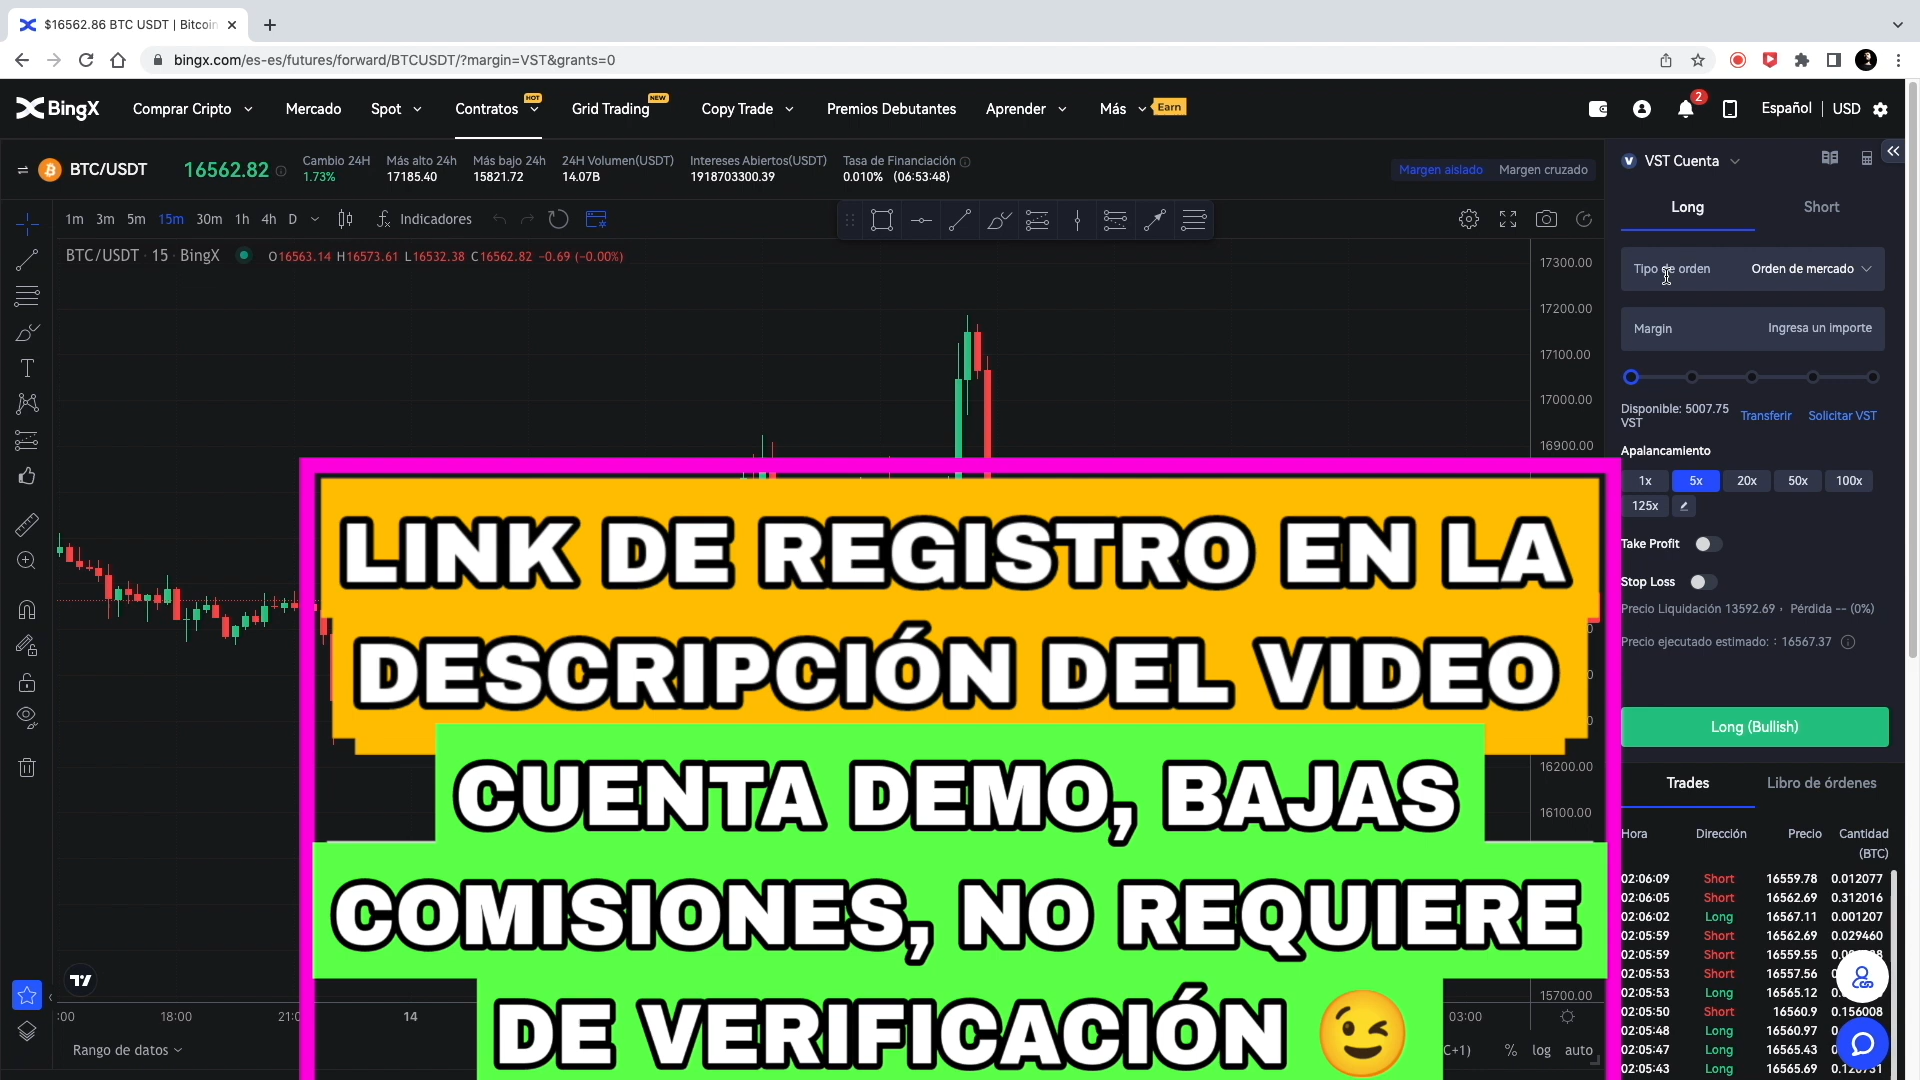 $16562.86 BTC USDT | Bitcoin
bingx.com/es-es/futures/forward/BTCUSDT/?margin=VST&grants=0
BingX
Comprar Cripto
Mercado
Spot
Contratos
HOT
Grid Trading
NEW
Copy Trade
Premios Debutantes
Aprender
Más
Earn
2
Español | USD
BTC/USDT
16562.82
Cambio 24H
1.73%
Más alto 24h
17185.40
Más bajo 24h
15821.72
24H Volumen(USDT)
14.07B
Intereses Abiertos(USDT)
1918703300.39
Tasa de Financiación
0.010% (06:53:48)
Margen aislado
Margen cruzado
V VST Cuenta
1m 3m 5m 15m 30m 1h 4h D
Indicadores
BTC/USDT · 15 · BingX
O16563.14 H16573.61 L16532.38 C16562.82 −0.69 (−0.00%)
17300.00
17200.00
17100.00
17000.00
16900.00
LINK DE REGISTRO EN LA
DESCRIPCIÓN DEL VIDEO
CUENTA DEMO, BAJAS
COMISIONES, NO REQUIERE
DE VERIFICACIÓN 😉
16200.00
16100.00
15700.00
:00
18:00
21:0
14
03:00
Rango de datos
C+1)
%
log
auto
Long
Short
Tipo de orden
Orden de mercado
Margin
Ingresa un importe
Disponible: 5007.75
VST
Transferir
Solicitar VST
Apalancamiento
1x 5x 20x 50x 100x
125x
Take Profit
Stop Loss
Precio Liquidación 13592.69 , Pérdida -- (0%)
Precio ejecutado estimado: : 16567.37
Long (Bullish)
Trades
Libro de órdenes
Hora Dirección Precio Cantidad
(BTC)
02:06:09 Short 16559.78 0.012077
02:06:05 Short 16562.69 0.312016
02:06:02 Long 16567.11 0.001207
02:05:59 Short 16562.69 0.029460
02:05:59 Short 16559.55
02:05:53 Short 16557.56
02:05:53 Long 16565.12
02:05:50 Short 16560.9 0.156008
02:05:48 Long 16560.97
02:05:47 Long 16565.43
02:05:43 Long 16565.69